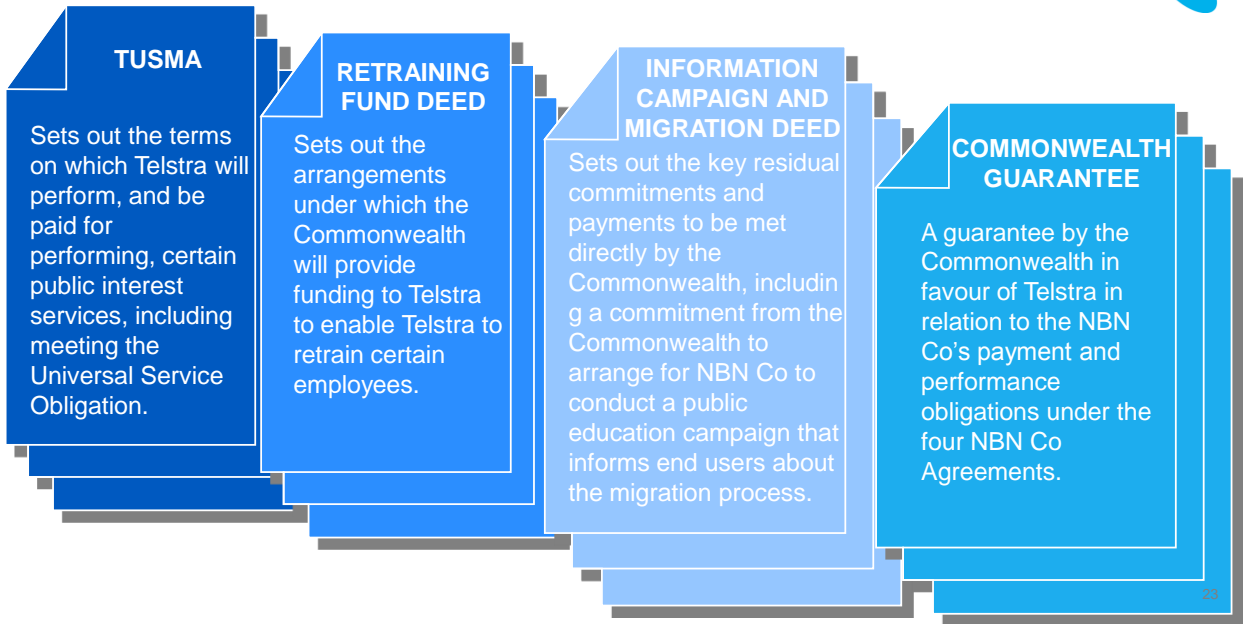 TUSMA
Sets out the terms
on which Telstra will
perform, and be
paid for
performing, certain
public interest
services, including
meeting the
Universal Service
Obligation.
RETRAINING
FUND DEED
Sets out the
arrangements
under which the
Commonwealth
will provide
funding to Telstra
to enable Telstra to
retrain certain
employees.
INFORMATION
CAMPAIGN AND
MIGRATION DEED
Sets out the key residual
commitments and
payments to be met
directly by the
Commonwealth, includin
g a commitment from the
Commonwealth to
arrange for NBN Co to
conduct a public
education campaign that
informs end users about
the migration process.
COMMONWEALTH
GUARANTEE
A guarantee by the
Commonwealth in
favour of Telstra in
relation to the NBN
Co's payment and
performance
obligations under the
four NBN Co
Agreements.
23